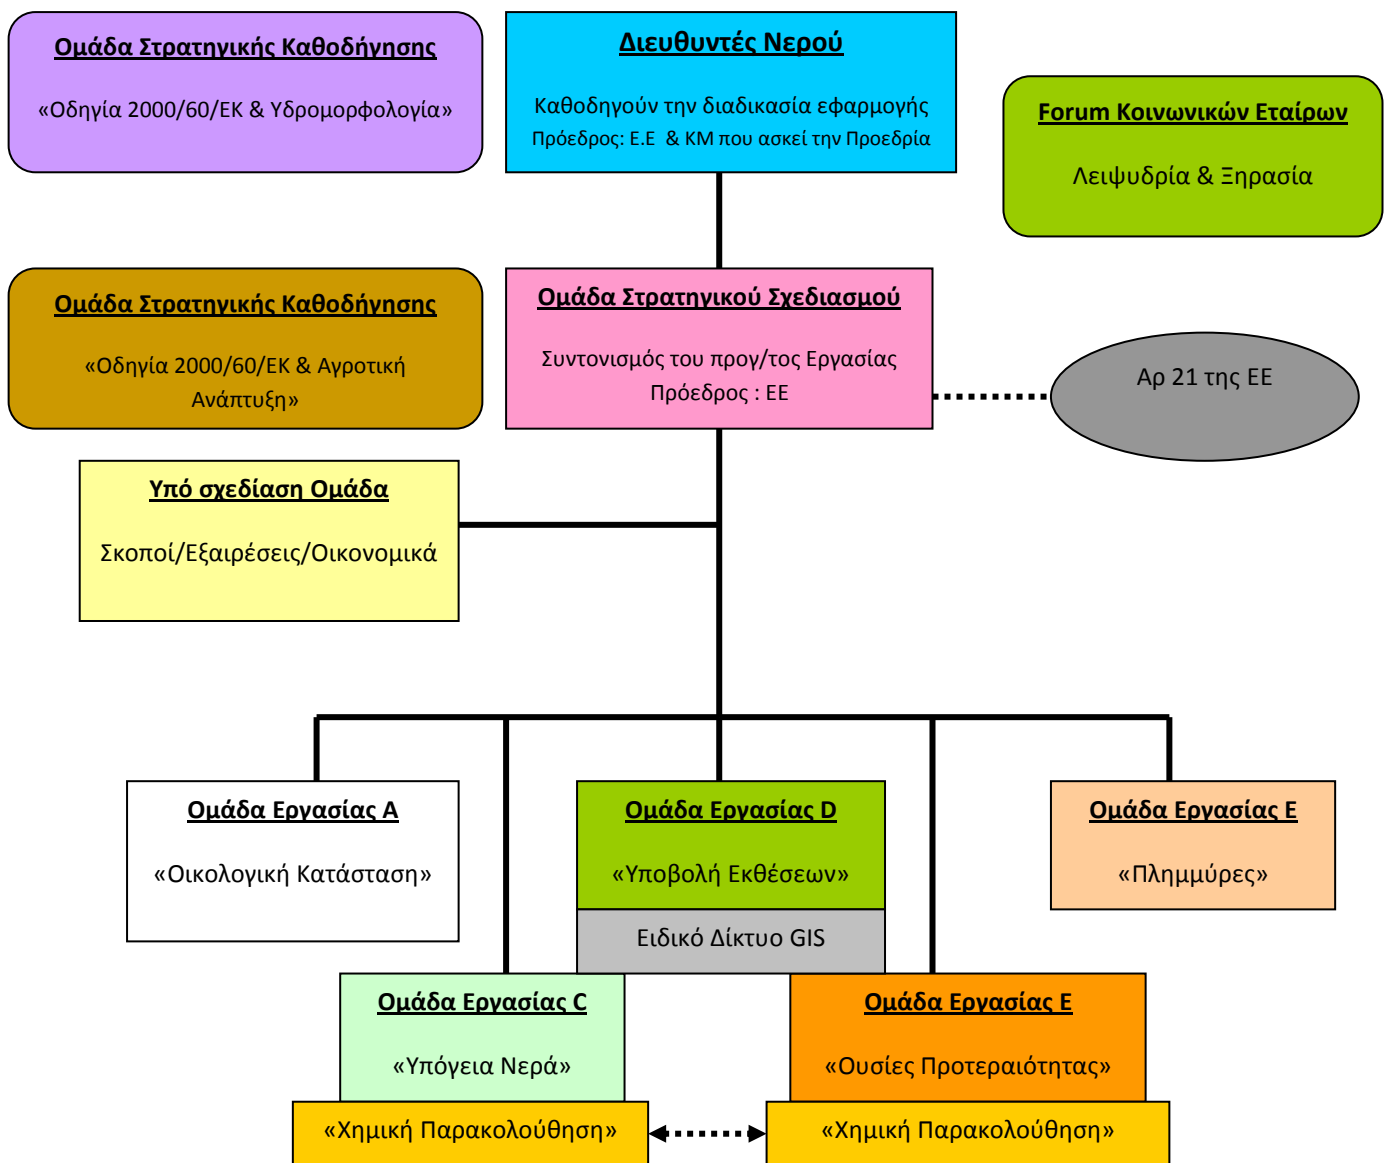 Ομάδα Στρατηγικής Καθοδήγησης
«Οδηγία 2000/60/ΕΚ & Υδρομορφολογία»
Διευθυντές Νερού
Καθοδηγούν την διαδικασία εφαρμογής
Πρόεδρος: Ε.Ε & ΚΜ που ασκεί την Προεδρία
Forum Κοινωνικών Εταίρων
Λειψυδρία & Ξηρασία
Ομάδα Στρατηγικής Καθοδήγησης
«Οδηγία 2000/60/ΕΚ & Αγροτική
Ανάπτυξη»
Ομάδα Στρατηγικού Σχεδιασμού
Συντονισμός του προγ/τος Εργασίας
Πρόεδρος : ΕΕ
Αρ 21 της ΕΕ
Υπό σχεδίαση Ομάδα
Σκοποί/Εξαιρέσεις/Οικονομικά
Ομάδα Εργασίας Α
«Οικολογική Κατάσταση»
Ομάδα Εργασίας D
«Υποβολή Εκθέσεων»
Ειδικό Δίκτυο GIS
Ομάδα Εργασίας Ε
«Πλημμύρες»
Ομάδα Εργασίας C
«Υπόγεια Νερά»
«Χημική Παρακολούθηση»
Ομάδα Εργασίας Ε
«Ουσίες Προτεραιότητας»
«Χημική Παρακολούθηση»